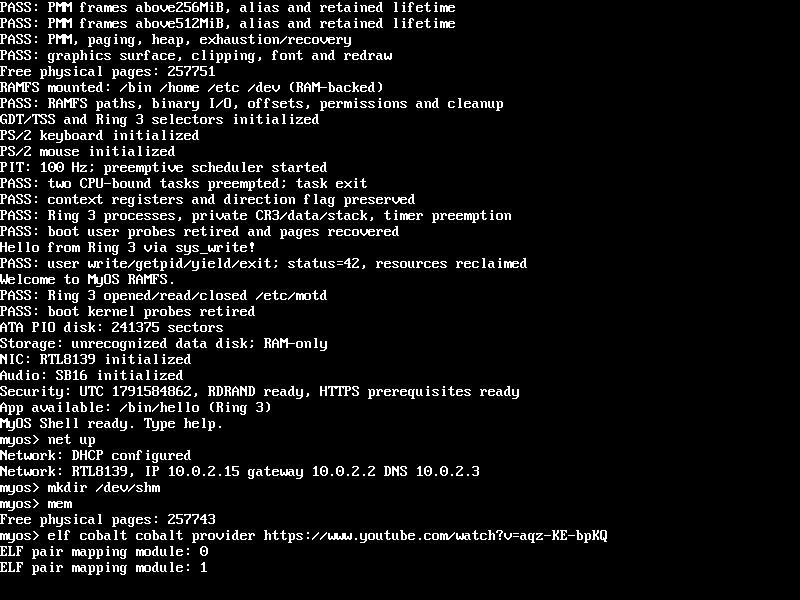 PASS: PMM frames above256MiB, alias and retained lifetime
PASS: PMM frames above512MiB, alias and retained lifetime
PASS: PMM, paging, heap, exhaustion/recovery
PASS: graphics surface, clipping, font and redraw
Free physical pages: 257751
RAMFS mounted: /bin /home /etc /dev (RAM-backed)
PASS: RAMFS paths, binary I/O, offsets, permissions and cleanup
GDT/TSS and Ring 3 selectors initialized
PS/2 keyboard initialized
PS/2 mouse initialized
PIT: 100 Hz; preemptive scheduler started
PASS: two CPU-bound tasks preempted; task exit
PASS: context registers and direction flag preserved
PASS: Ring 3 processes, private CR3/data/stack, timer preemption
PASS: boot user probes retired and pages recovered
Hello from Ring 3 via sys_write!
PASS: user write/getpid/yield/exit; status=42, resources reclaimed
Welcome to MyOS RAMFS.
PASS: Ring 3 opened/read/closed /etc/motd
PASS: boot kernel probes retired
ATA PIO disk: 241375 sectors
Storage: unrecognized data disk; RAM-only
NIC: RTL8139 initialized
Audio: SB16 initialized
Security: UTC 1791584862, RDRAND ready, HTTPS prerequisites ready
App available: /bin/hello (Ring 3)
MyOS Shell ready. Type help.
myos> net up
Network: DHCP configured
Network: RTL8139, IP 10.0.2.15 gateway 10.0.2.2 DNS 10.0.2.3
myos> mkdir /dev/shm
myos> mem
Free physical pages: 257743
myos> elf cobalt cobalt provider https://www.youtube.com/watch?v=aqz-KE-bpKQ
ELF pair mapping module: 0
ELF pair mapping module: 1